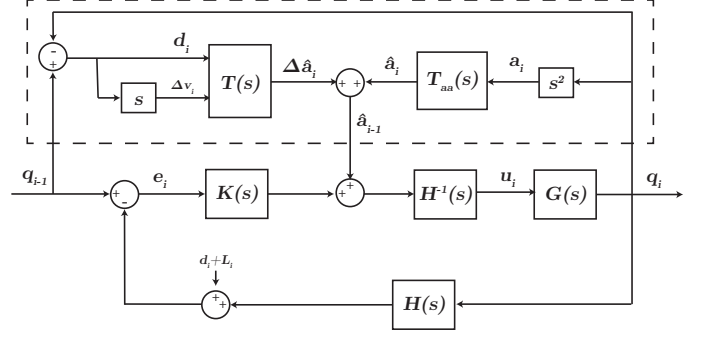 -
+
d_i
s
Δv_i
T(s)
Δâ_i
+ +
â_i
T_aa(s)
a_i
s²
â_i-1
q_i-1
+
-
e_i
K(s)
+
+
H⁻¹(s)
u_i
G(s)
q_i
d_i+L_i
+
+
H(s)